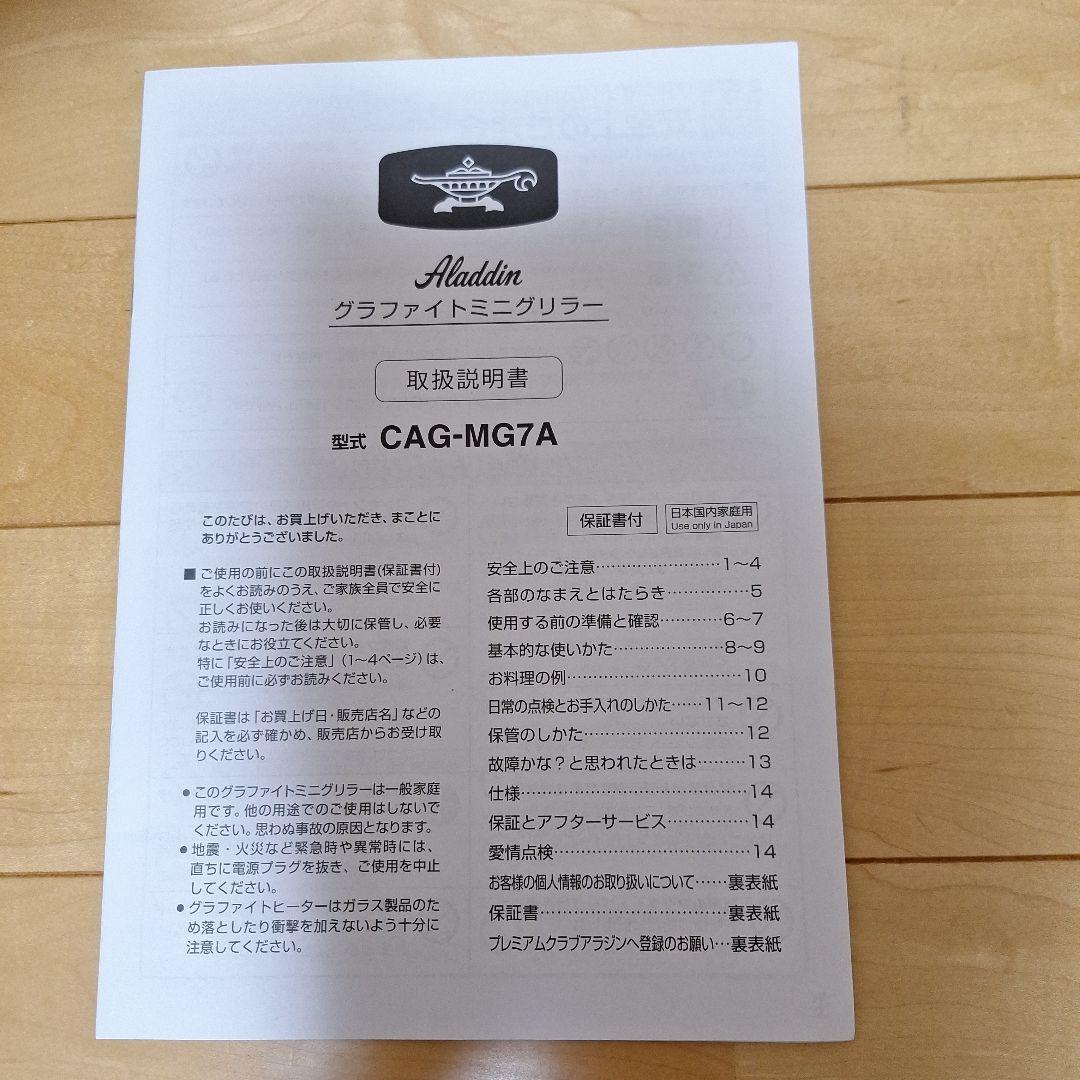 Aladdin
グラファイトミニグリラー
取扱説明書
型式 CAG-MG7A
このたびは、お買上げいただき、まことに
ありがとうございました。
■ ご使用の前にこの取扱説明書(保証書付)
をよくお読みのうえ、ご家族全員で安全に
正しくお使いください。
お読みになった後は大切に保管し、必要
なときにお役立てください。
特に「安全上のご注意」(1〜4ページ)は、
ご使用前に必ずお読みください。
保証書は「お買上げ日・販売店名」などの
記入を必ず確かめ、販売店からお受け取
りください。
● このグラファイトミニグリラーは一般家庭
用です。他の用途でのご使用はしないで
ください。思わぬ事故の原因となります。
● 地震・火災など緊急時や異常時には、
直ちに電源プラグを抜き、ご使用を中止
してください。
● グラファイトヒーターはガラス製品のた
め落としたり衝撃を加えないよう十分に
注意してください。
保証書付
日本国内家庭用
Use only in Japan
安全上のご注意……………………1〜4
各部のなまえとはたらき……………5
使用する前の準備と確認…………6〜7
基本的な使いかた…………………8〜9
お料理の例……………………………10
日常の点検とお手入れのしかた……11〜12
保管のしかた…………………………12
故障かな?と思われたときは………13
仕様……………………………………14
保証とアフターサービス……………14
愛情点検………………………………14
お客様の個人情報のお取り扱いについて……裏表紙
保証書……………………………裏表紙
プレミアムクラブアラジンへ登録のお願い…裏表紙